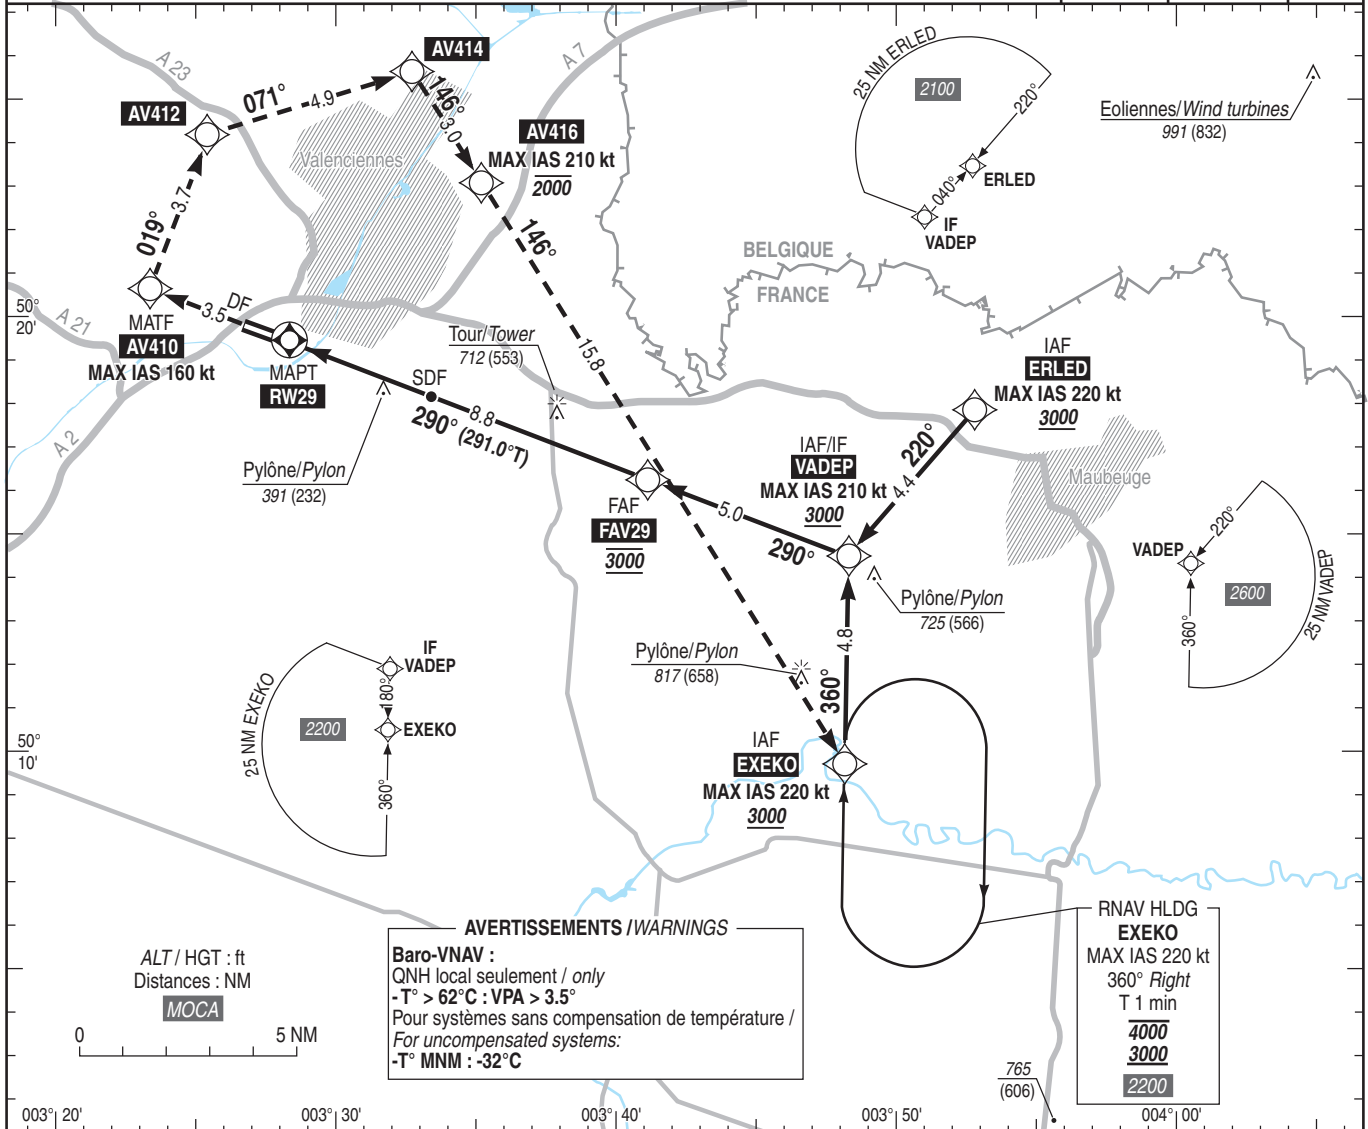 A 23
071°
4.9
AV414
AV412
146°
3.0
A 7
AV416
MAX IAS 210 kt
2000
Valenciennes
25 NM ERLED
2100
220°
ERLED
040°
IF
VADEP
Eoliennes/Wind turbines
991 (832)
019°
3.7
146°
BELGIQUE
FRANCE
50°
20'
A 21
MATF
AV410
MAX IAS 160 kt
DF
3.5
MAPT
RW29
Tour/Tower
712 (553)
15.8
SDF
8.8
290° (291.0°T)
IAF
ERLED
MAX IAS 220 kt
3000
A 2
Pylône/Pylon
391 (232)
IAF/IF
VADEP
MAX IAS 210 kt
3000
220°
4.4
Maubeuge
FAF
FAV29
3000
5.0
290°
220°
VADEP
2600
360°
25 NM VADEP
Pylône/Pylon
725 (566)
4.8
360°
Pylône/Pylon
817 (658)
IF
VADEP
180°
EXEKO
2200
25 NM EXEKO
360°
50°
10'
IAF
EXEKO
MAX IAS 220 kt
3000
AVERTISSEMENTS / WARNINGS
Baro-VNAV :
QNH local seulement / only
- T° > 62°C : VPA > 3.5°
Pour systèmes sans compensation de température /
For uncompensated systems:
-T° MNM : -32°C
RNAV HLDG
EXEKO
MAX IAS 220 kt
360° Right
T 1 min
4000
3000
2200
ALT / HGT : ft
Distances : NM
MOCA
0 5 NM
765
(606)
003° 20' 003° 30' 003° 40' 003° 50' 004° 00'